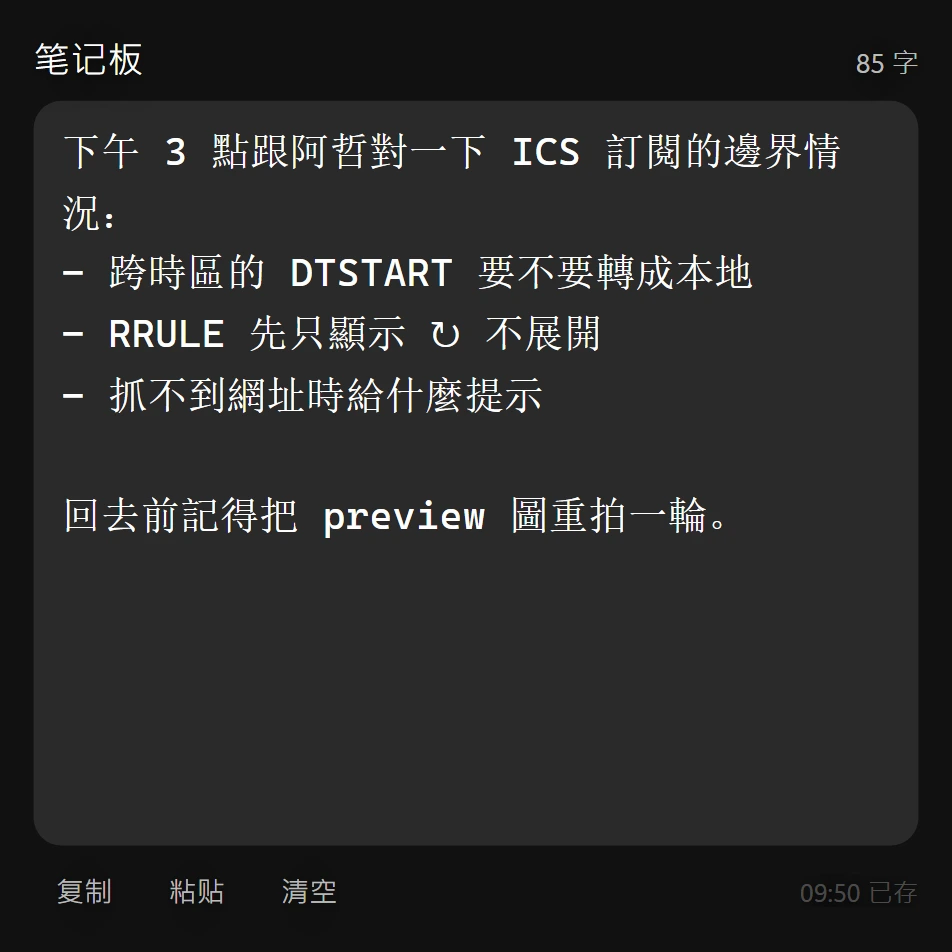 笔记板
85 字
下午 3 點跟阿哲對一下 ICS 訂閱的邊界情
況：
- 跨時區的 DTSTART 要不要轉成本地
- RRULE 先只顯示 ↻ 不展開
- 抓不到網址時給什麼提示
回去前記得把 preview 圖重拍一輪。
复制 粘贴 清空
09:50 已存